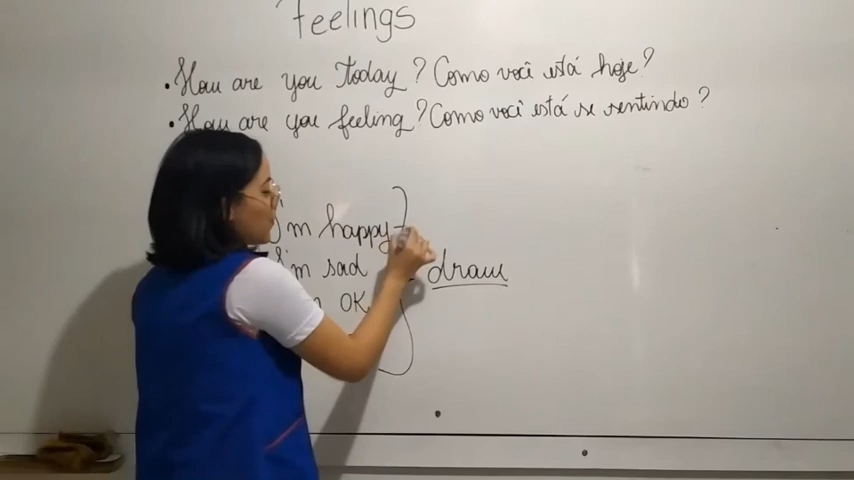 Feelings
• How are you today? Como você está hoje?
• How are you feeling? Como você está se sentindo?
I'm happy
I'm sad
draw
OK